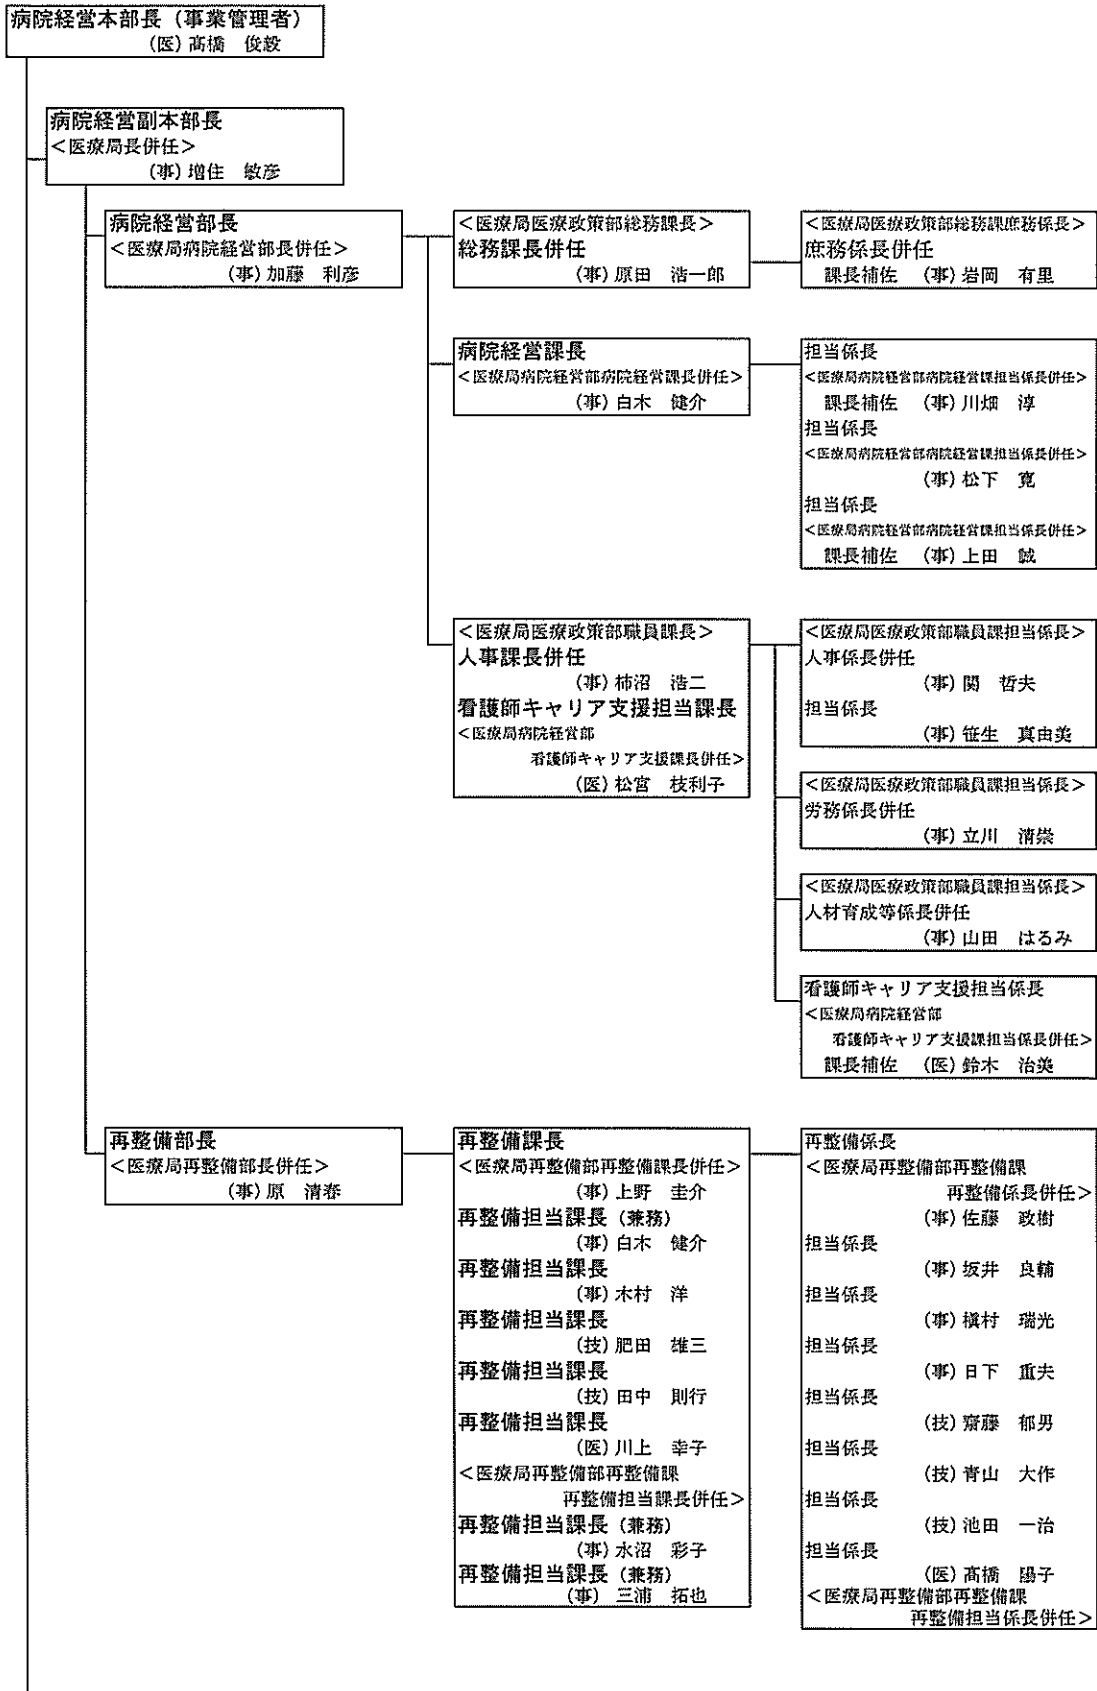 病院経営本部長（事業管理者）
(医) 髙橋　俊毅
病院経営副本部長
＜医療局長併任＞
(事) 増住　敏彦
病院経営部長
＜医療局病院経営部長併任＞
(事) 加藤　利彦
＜医療局医療政策部総務課長＞
総務課長併任
(事) 原田　浩一郎
＜医療局医療政策部総務課庶務係長＞
庶務係長併任
課長補佐　(事) 岩岡　有里
病院経営課長
＜医療局病院経営部病院経営課長併任＞
(事) 白木　健介
担当係長
＜医療局病院経営部病院経営課担当係長併任＞
課長補佐　(事) 川畑　淳
担当係長
＜医療局病院経営部病院経営課担当係長併任＞
(事) 松下　寛
担当係長
＜医療局病院経営部病院経営課担当係長併任＞
課長補佐　(事) 上田　誠
＜医療局医療政策部職員課長＞
人事課長併任
(事) 柿沼　浩二
看護師キャリア支援担当課長
＜医療局病院経営部
看護師キャリア支援課長併任＞
(医) 松宮　枝利子
＜医療局医療政策部職員課担当係長＞
人事係長併任
(事) 関　哲夫
担当係長
(事) 笹生　真由美
＜医療局医療政策部職員課担当係長＞
労務係長併任
(事) 立川　清崇
＜医療局医療政策部職員課担当係長＞
人材育成等係長併任
(事) 山田　はるみ
看護師キャリア支援担当係長
＜医療局病院経営部
看護師キャリア支援課担当係長併任＞
課長補佐　(医) 鈴木　治美
再整備部長
＜医療局再整備部長併任＞
(事) 原　清春
再整備課長
＜医療局再整備部再整備課長併任＞
(事) 上野　圭介
再整備担当課長（兼務）
(事) 白木　健介
再整備担当課長
(事) 木村　洋
再整備担当課長
(技) 肥田　雄三
再整備担当課長
(技) 田中　則行
再整備担当課長
(医) 川上　幸子
＜医療局再整備部再整備課
再整備担当課長併任＞
再整備担当課長（兼務）
(事) 水沼　彩子
再整備担当課長（兼務）
(事)　三浦　拓也
再整備係長
＜医療局再整備部再整備課
再整備係長併任＞
(事) 佐藤　政樹
担当係長
(事) 坂井　良輔
担当係長
(事) 槇村　瑞光
担当係長
(事) 日下　重夫
担当係長
(技) 齋藤　郁男
担当係長
(技) 青山　大作
担当係長
(技) 池田　一治
担当係長
(医) 髙橋　陽子
＜医療局再整備部再整備課
再整備担当係長併任＞